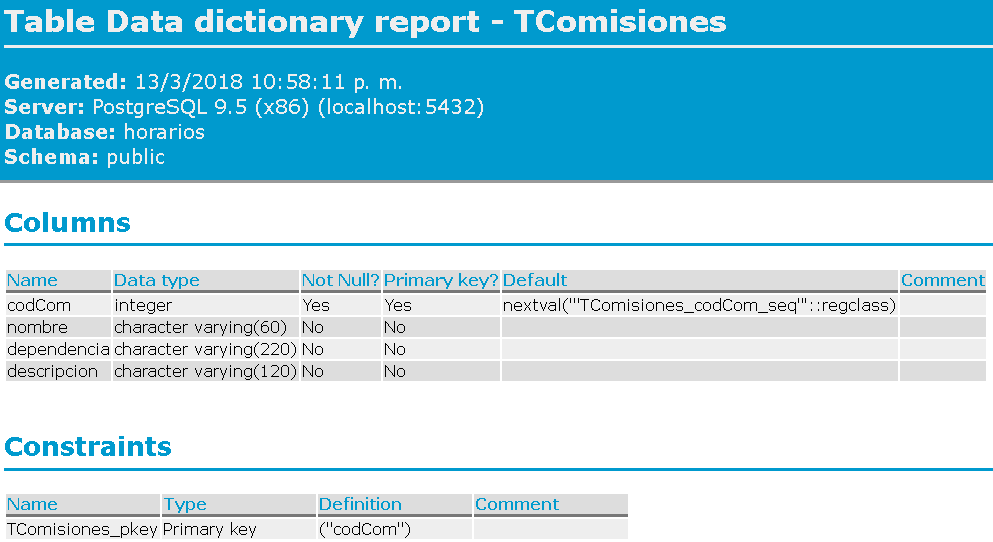 Table Data dictionary report - TComisiones
Generated: 13/3/2018 10:58:11 p. m.
Server: PostgreSQL 9.5 (x86) (localhost:5432)
Database: horarios
Schema: public
Columns
Name Data type Not Null? Primary key? Default Comment
codCom integer Yes Yes nextval('"TComisiones_codCom_seq"'::regclass)
nombre character varying(60) No No
dependencia character varying(220) No No
descripcion character varying(120) No No
Constraints
Name Type Definition Comment
TComisiones_pkey Primary key ("codCom")